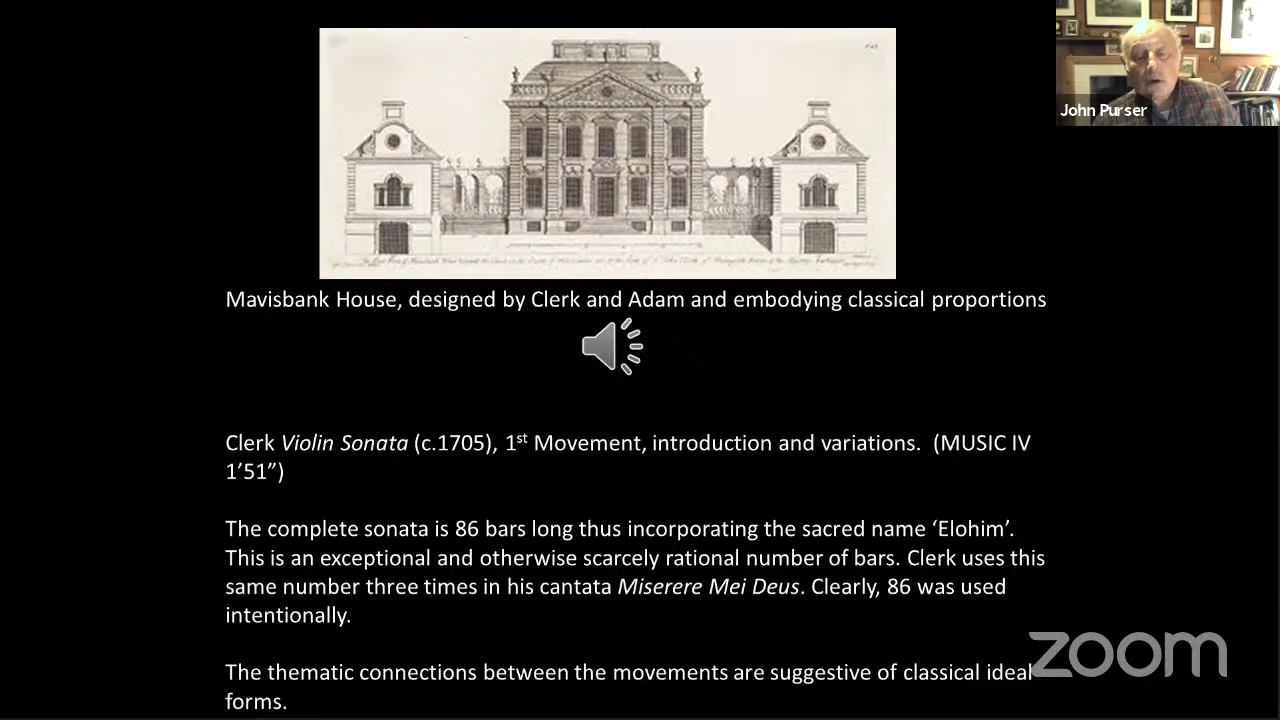 John Purser
Mavisbank House, designed by Clerk and Adam and embodying classical proportions
Clerk Violin Sonata (c.1705), 1st Movement, introduction and variations.  (MUSIC IV
1’51”)
The complete sonata is 86 bars long thus incorporating the sacred name ‘Elohim’.
This is an exceptional and otherwise scarcely rational number of bars. Clerk uses this
same number three times in his cantata Miserere Mei Deus. Clearly, 86 was used
intentionally.
zoom
The thematic connections between the movements are suggestive of classical ideal
forms.